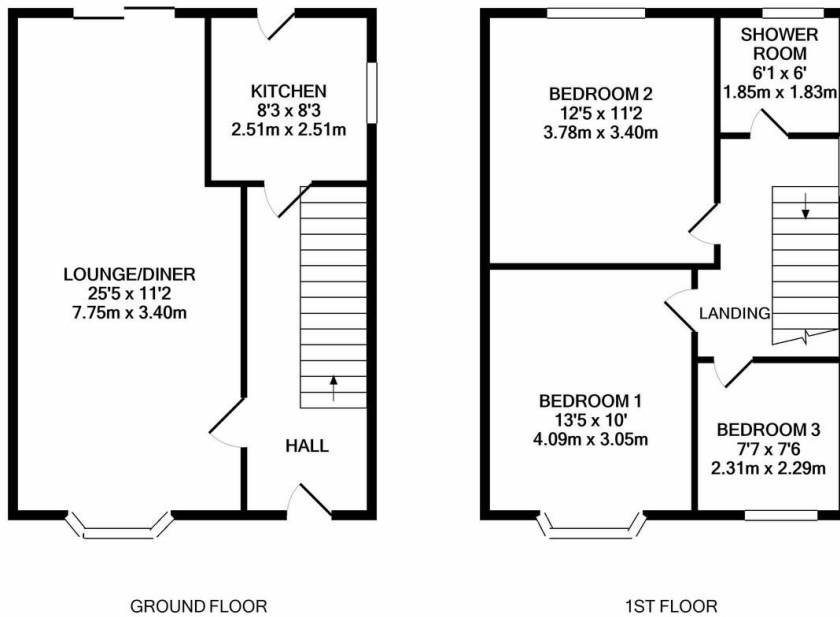 KITCHEN
8'3 x 8'3
2.51m x 2.51m
LOUNGE/DINER
25'5 x 11'2
7.75m x 3.40m
HALL
GROUND FLOOR
SHOWER
ROOM
6'1 x 6'
1.85m x 1.83m
BEDROOM 2
12'5 x 11'2
3.78m x 3.40m
LANDING
BEDROOM 1
13'5 x 10'
4.09m x 3.05m
BEDROOM 3
7'7 x 7'6
2.31m x 2.29m
1ST FLOOR